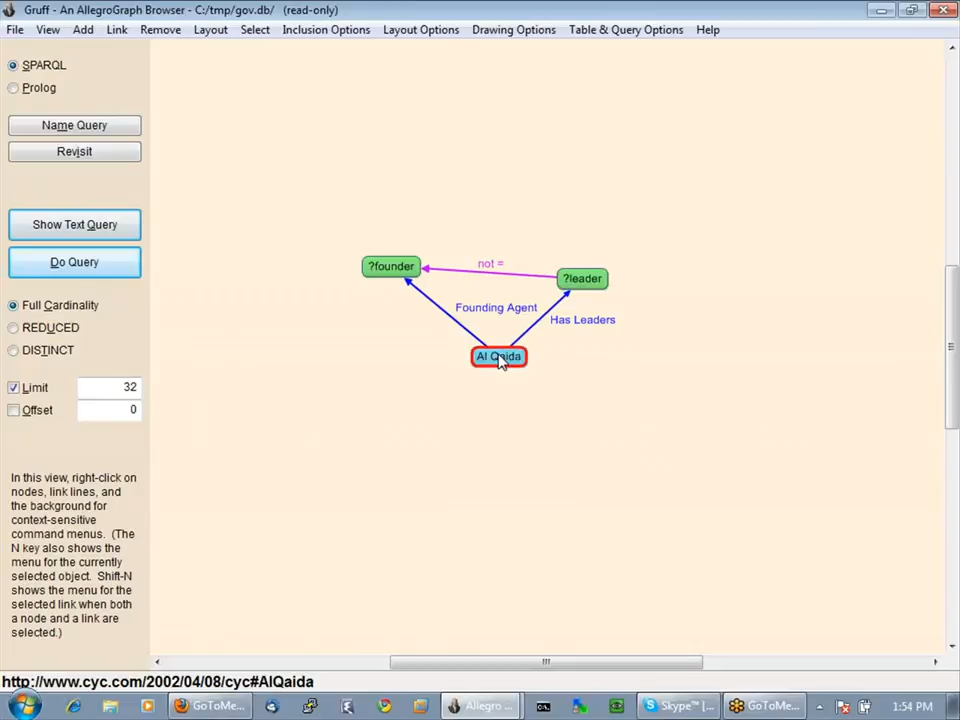 Gruff - An AllegroGraph Browser - C:/tmp/gov.db/ (read-only)
File View Add Link Remove Layout Select Inclusion Options Layout Options Drawing Options Table & Query Options Help
SPARQL
Prolog
Name Query
Revisit
Show Text Query
Do Query
Full Cardinality
REDUCED
DISTINCT
Limit 32
Offset 0
In this view, right-click on
nodes, link lines, and
the background for
context-sensitive
command menus. (The
N key also shows the
menu for the currently
selected object. Shift-N
shows the menu for the
selected link when both
a node and a link are
selected.)
?founder
not =
?leader
Founding Agent
Has Leaders
Al Qaida
http://www.cyc.com/2002/04/08/cyc#AlQaida
GoToMe...
Allegro ...
Skype™ [...
GoToMe...
1:54 PM